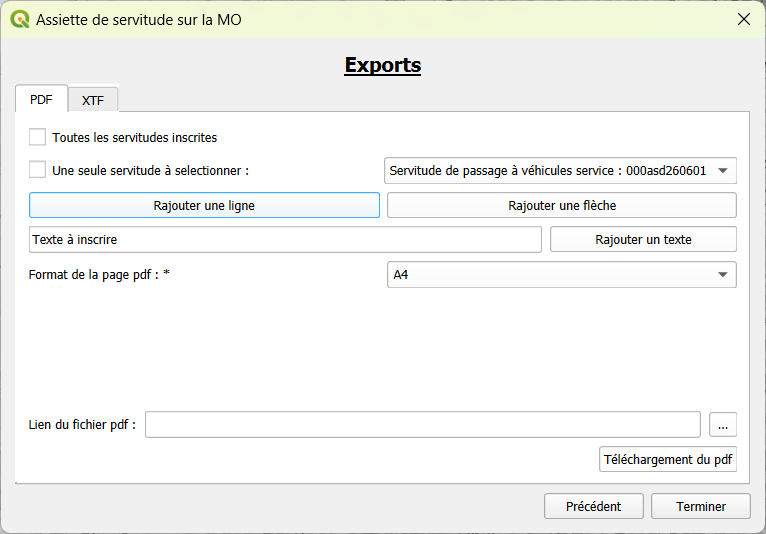 Assiette de servitude sur la MO
Exports
PDF
XTF
Toutes les servitudes inscrites
Une seule servitude à selectionner :
Servitude de passage à véhicules service : 000asd260601
Rajouter une ligne
Rajouter une flèche
Texte à inscrire
Rajouter un texte
Format de la page pdf : *
A4
Lien du fichier pdf :
...
Téléchargement du pdf
Précédent
Terminer